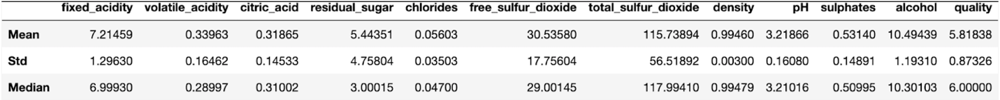 fixed_acidity volatile_acidity citric_acid residual_sugar chlorides free_sulfur_dioxide total_sulfur_dioxide density pH sulphates alcohol quality
Mean 7.21459 0.33963 0.31865 5.44351 0.05603 30.53580 115.73894 0.99460 3.21866 0.53140 10.49439 5.81838
Std 1.29630 0.16462 0.14533 4.75804 0.03503 17.75604 56.51892 0.00300 0.16080 0.14891 1.19310 0.87326
Median 6.99930 0.28997 0.31002 3.00015 0.04700 29.00145 117.99410 0.99479 3.21016 0.50995 10.30103 6.00000